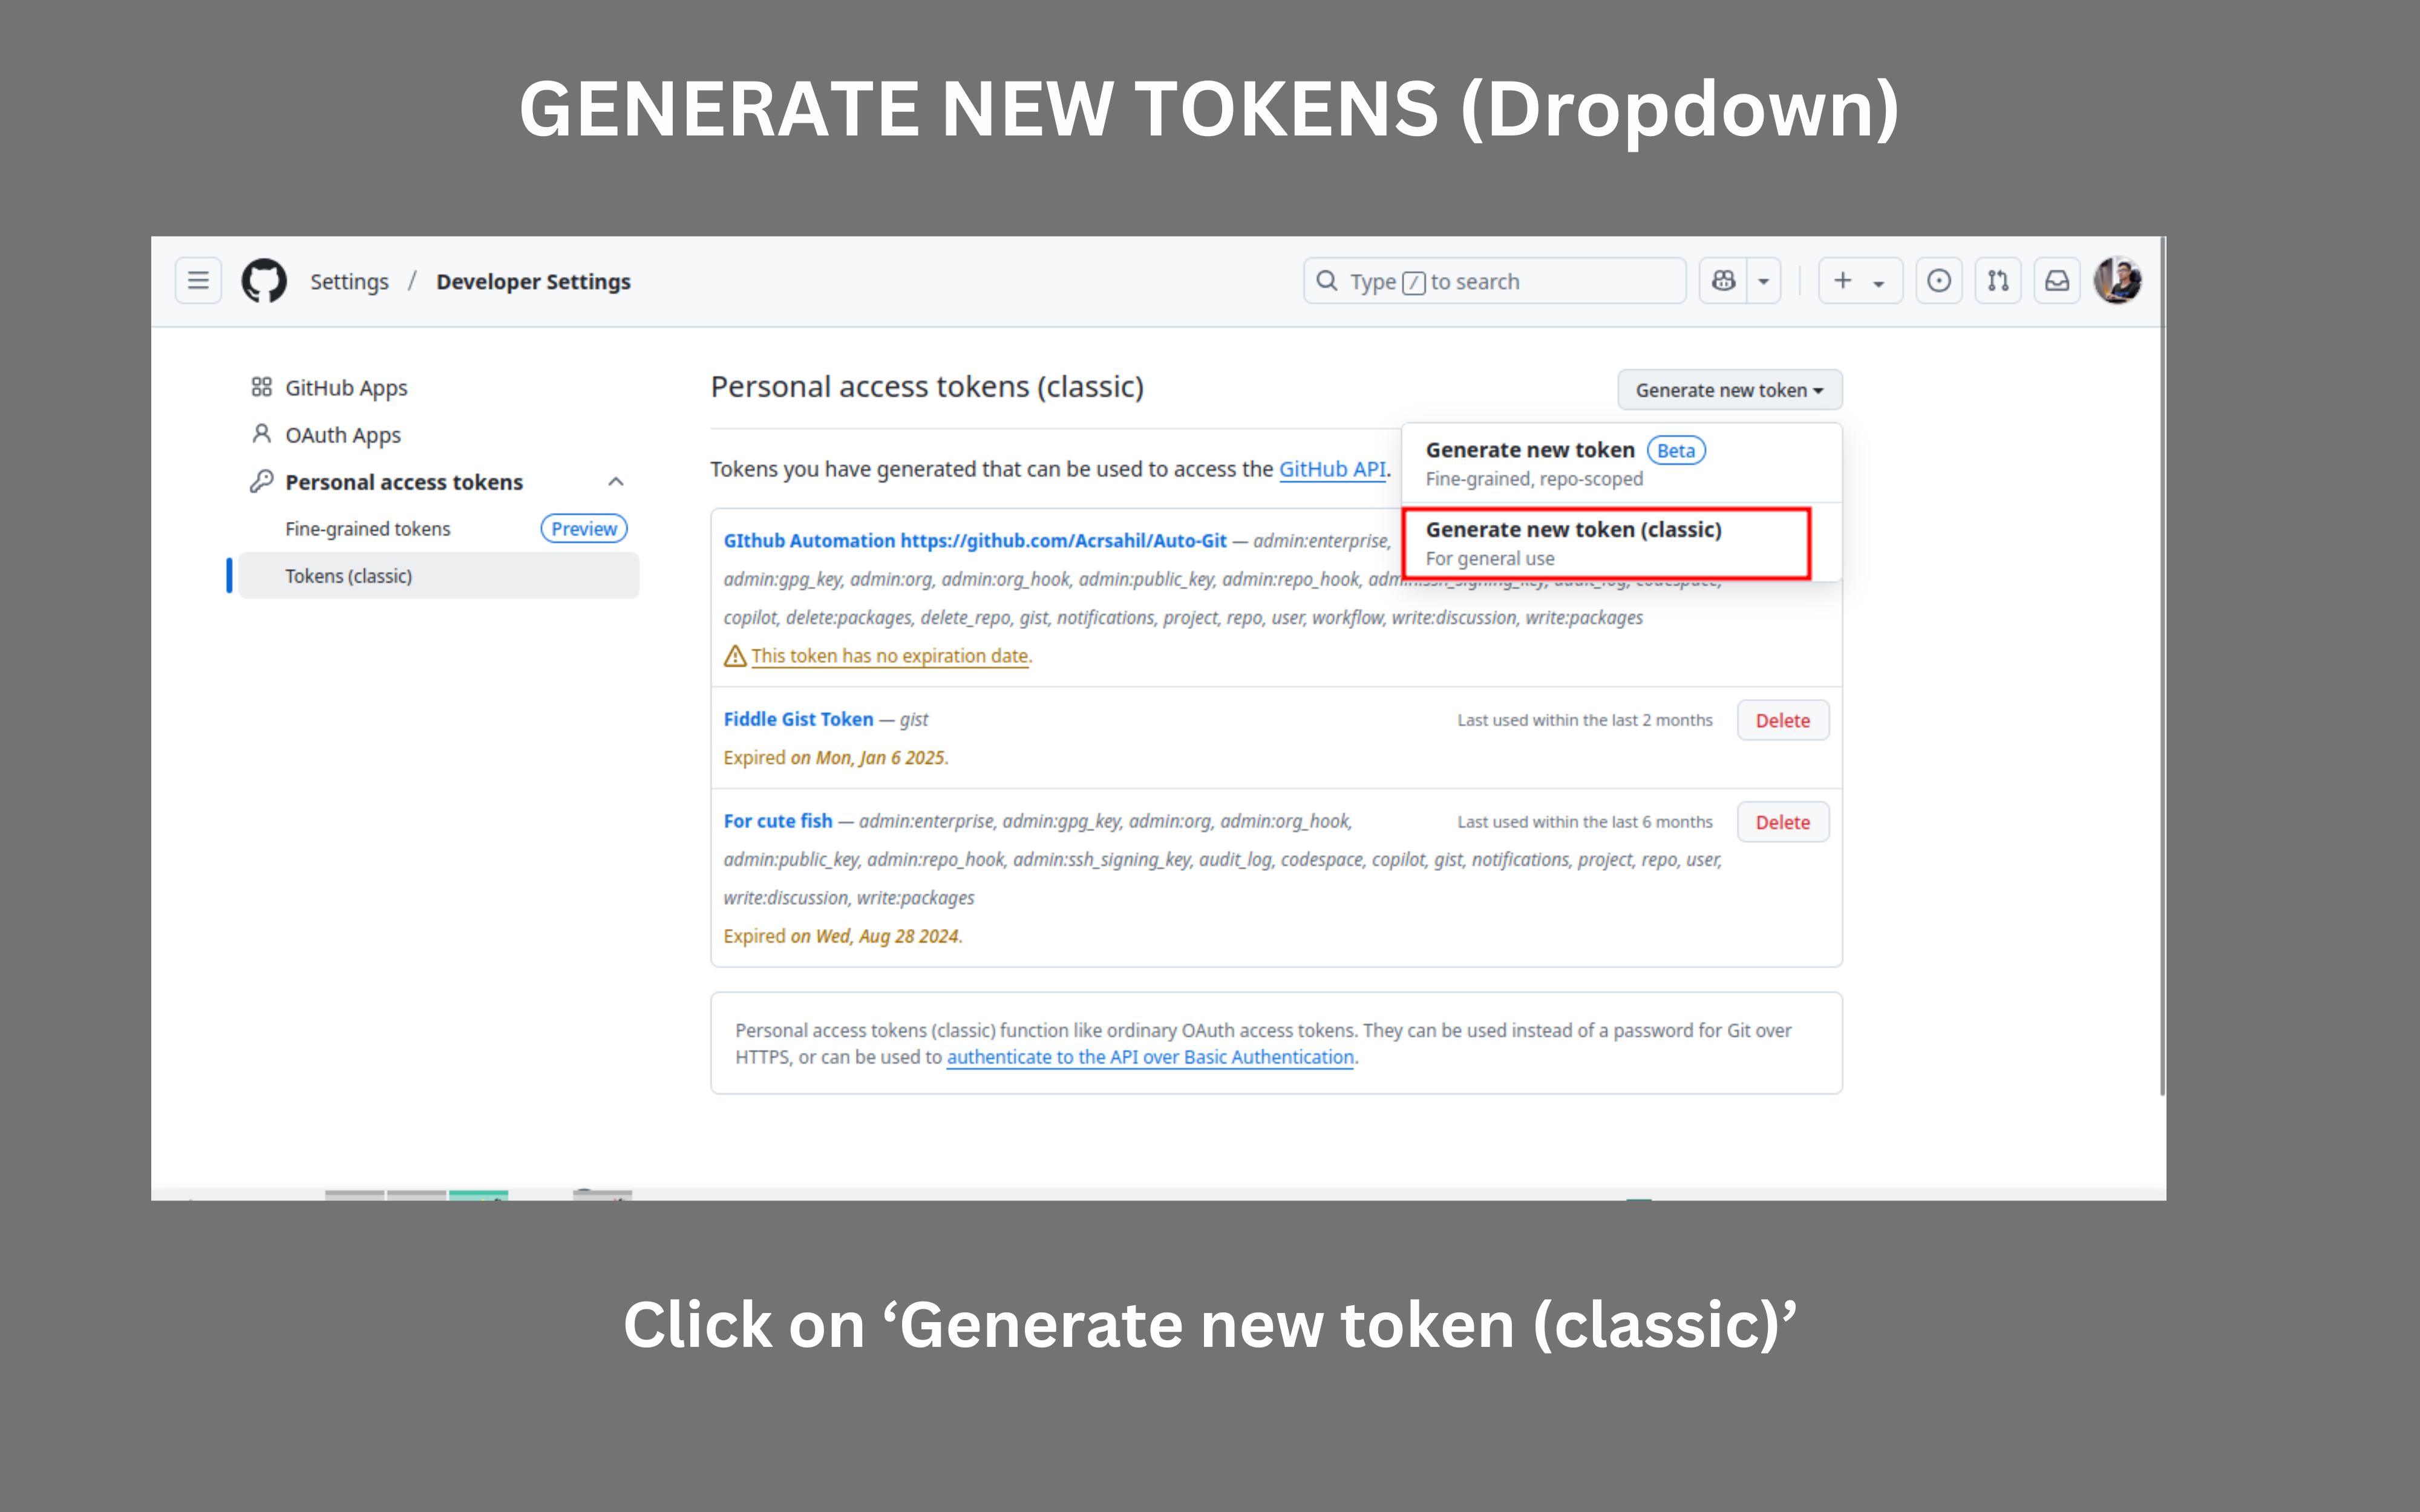 GENERATE NEW TOKENS (Dropdown)
Settings / Developer Settings
Type / to search
GitHub Apps
OAuth Apps
Personal access tokens
Fine-grained tokens Preview
Tokens (classic)
Personal access tokens (classic)
Generate new token
Generate new token Beta
Fine-grained, repo-scoped
Generate new token (classic)
For general use
Tokens you have generated that can be used to access the GitHub API.
GIthub Automation https://github.com/Acrsahil/Auto-Git — admin:enterprise,
admin:gpg_key, admin:org, admin:org_hook, admin:public_key, admin:repo_hook, admin:ssh_signing_key, audit_log, codespace,
copilot, delete:packages, delete_repo, gist, notifications, project, repo, user, workflow, write:discussion, write:packages
This token has no expiration date.
Fiddle Gist Token — gist
Last used within the last 2 months
Delete
Expired on Mon, Jan 6 2025.
For cute fish — admin:enterprise, admin:gpg_key, admin:org, admin:org_hook,
Last used within the last 6 months
Delete
admin:public_key, admin:repo_hook, admin:ssh_signing_key, audit_log, codespace, copilot, gist, notifications, project, repo, user,
write:discussion, write:packages
Expired on Wed, Aug 28 2024.
Personal access tokens (classic) function like ordinary OAuth access tokens. They can be used instead of a password for Git over
HTTPS, or can be used to authenticate to the API over Basic Authentication.
Click on ‘Generate new token (classic)’